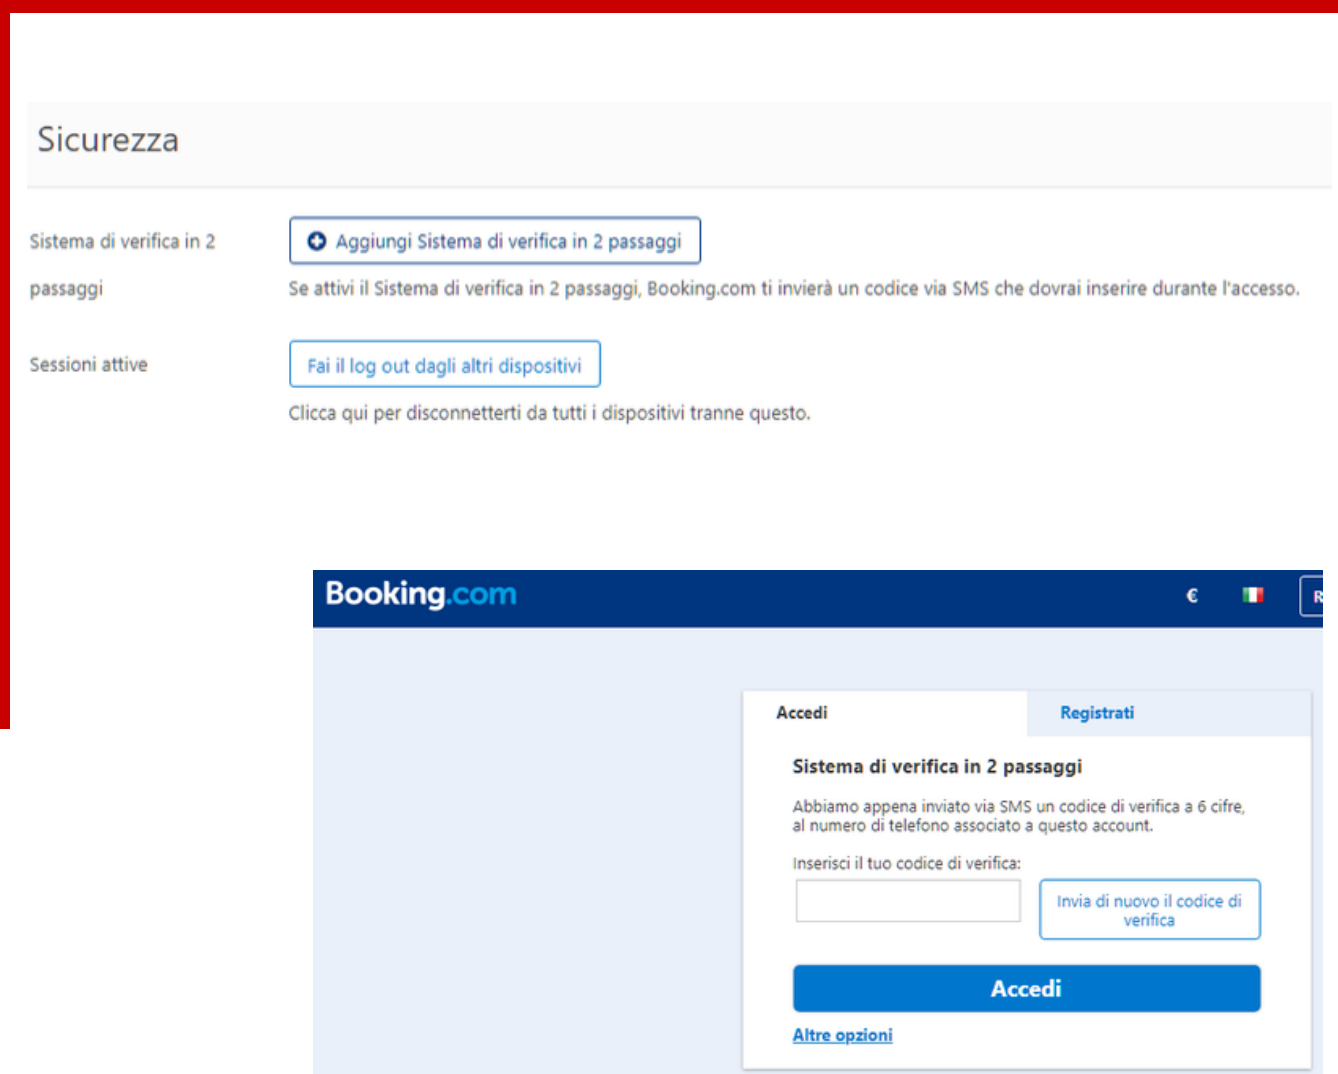 Sicurezza
Sistema di verifica in 2
passaggi
Aggiungi Sistema di verifica in 2 passaggi
Se attivi il Sistema di verifica in 2 passaggi, Booking.com ti invierà un codice via SMS che dovrai inserire durante l'accesso.
Sessioni attive
Fai il log out dagli altri dispositivi
Clicca qui per disconnetterti da tutti i dispositivi tranne questo.
Booking.com
€
R
Accedi
Registrati
Sistema di verifica in 2 passaggi
Abbiamo appena inviato via SMS un codice di verifica a 6 cifre,
al numero di telefono associato a questo account.
Inserisci il tuo codice di verifica:
Invia di nuovo il codice di
verifica
Accedi
Altre opzioni